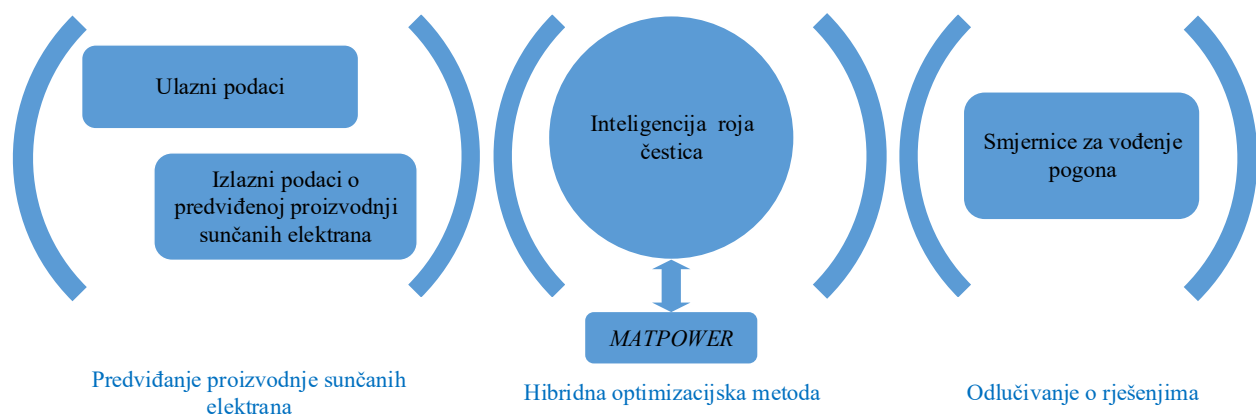 Ulazni podaci
Izlazni podaci o
predviđenoj proizvodnji
sunčanih elektrana
Predviđanje proizvodnje sunčanih
elektrana
Inteligencija roja
čestica
MATPOWER
Hibridna optimizacijska metoda
Smjernice za vođenje
pogona
Odlučivanje o rješenjima